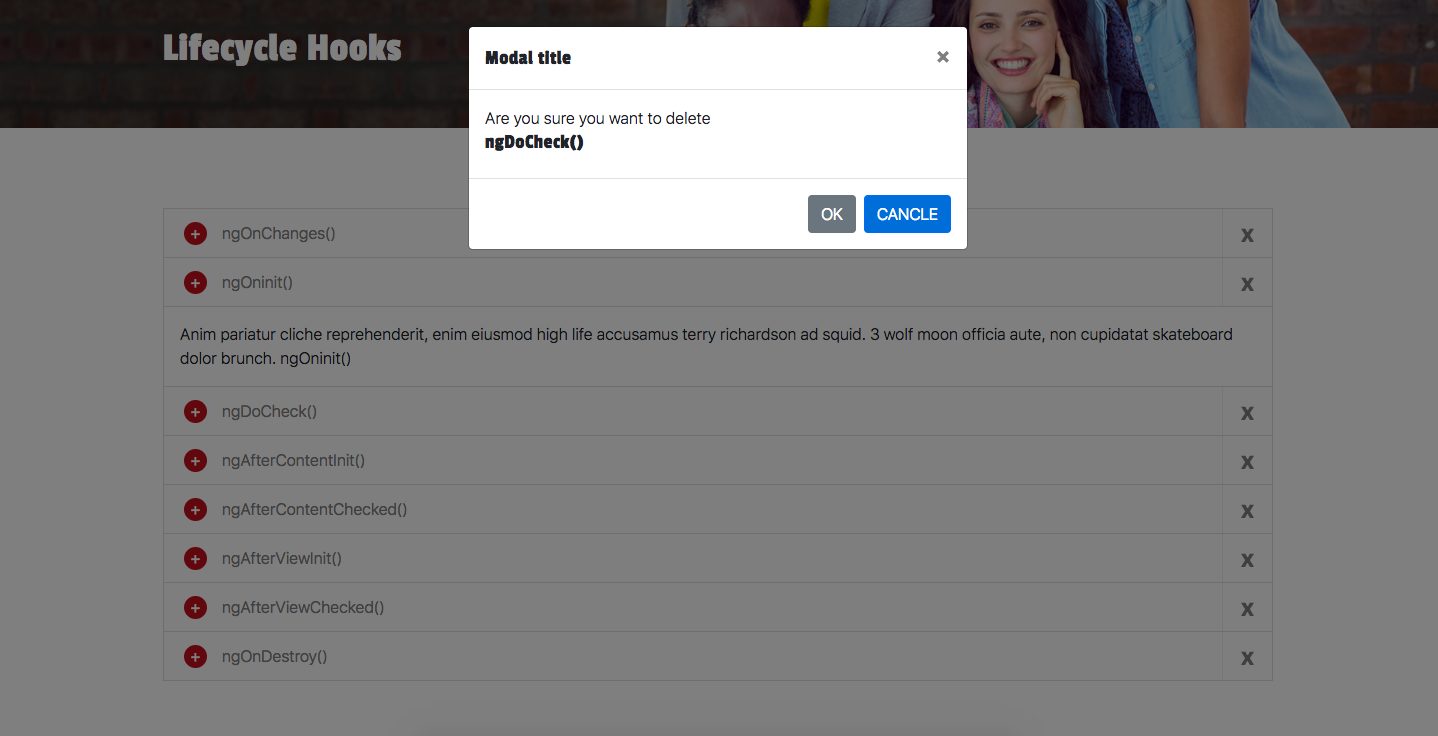 Lifecycle Hooks
Modal title
×
Are you sure you want to delete
ngDoCheck()
OK CANCLE
+ ngOnChanges() X
+ ngOninit() X
Anim pariatur cliche reprehenderit, enim eiusmod high life accusamus terry richardson ad squid. 3 wolf moon officia aute, non cupidatat skateboard
dolor brunch. ngOninit()
+ ngDoCheck() X
+ ngAfterContentInit() X
+ ngAfterContentChecked() X
+ ngAfterViewInit() X
+ ngAfterViewChecked() X
+ ngOnDestroy() X